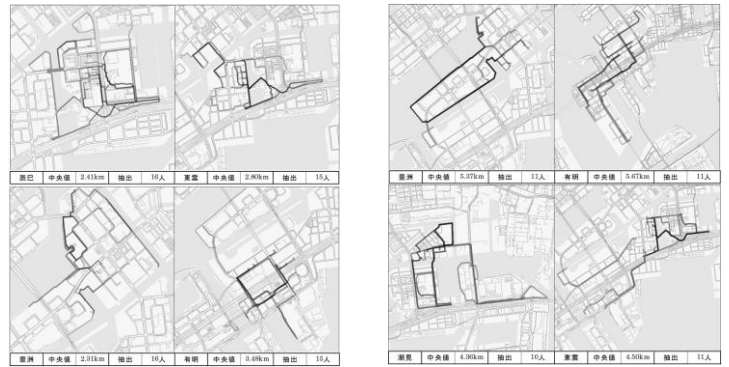 辰巳 中央値 2.41km 抽出 16人
東雲 中央値 2.80km 抽出 15人
豊洲 中央値 2.31km 抽出 16人
有明 中央値 3.48km 抽出 15人
豊洲 中央値 5.37km 抽出 11人
有明 中央値 5.67km 抽出 11人
潮見 中央値 4.36km 抽出 10人
東雲 中央値 4.50km 抽出 11人